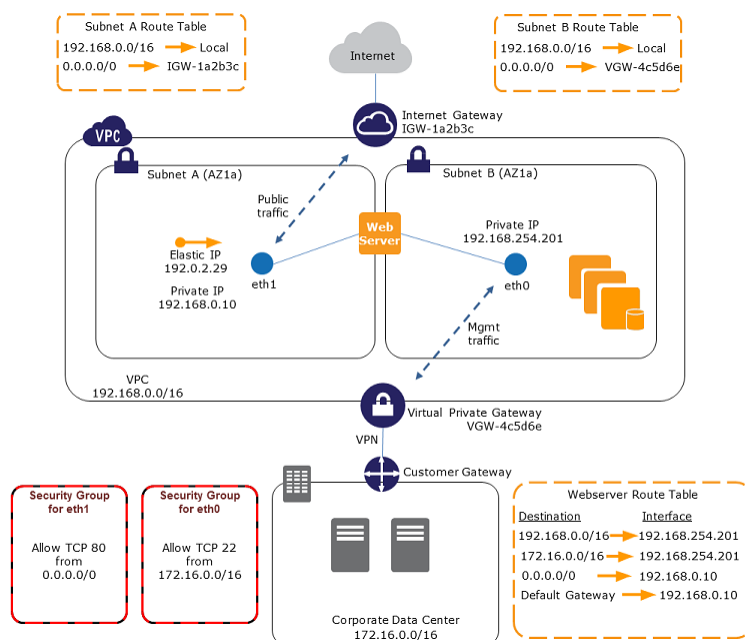 Subnet A Route Table
192.168.0.0/16 Local
0.0.0.0/0 IGW-1a2b3c
Internet
Subnet B Route Table
192.168.0.0/16 Local
0.0.0.0/0 VGW-4c5d6e
Internet Gateway
IGW-1a2b3c
VPC
Subnet A (AZ1a)
Subnet B (AZ1a)
Public
traffic
Web
Server
Private IP
192.168.254.201
Elastic IP
192.0.2.29
eth1
Private IP
192.168.0.10
eth0
Mgmt
traffic
VPC
192.168.0.0/16
Virtual Private Gateway
VGW-4c5d6e
VPN
Customer Gateway
Security Group
for eth1
Allow TCP 80
from
0.0.0.0/0
Security Group
for eth0
Allow TCP 22
from
172.16.0.0/16
Corporate Data Center
172.16.0.0/16
Webserver Route Table
Destination Interface
192.168.0.0/16 192.168.254.201
172.16.0.0/16 192.168.254.201
0.0.0.0/0 192.168.0.10
Default Gateway 192.168.0.10